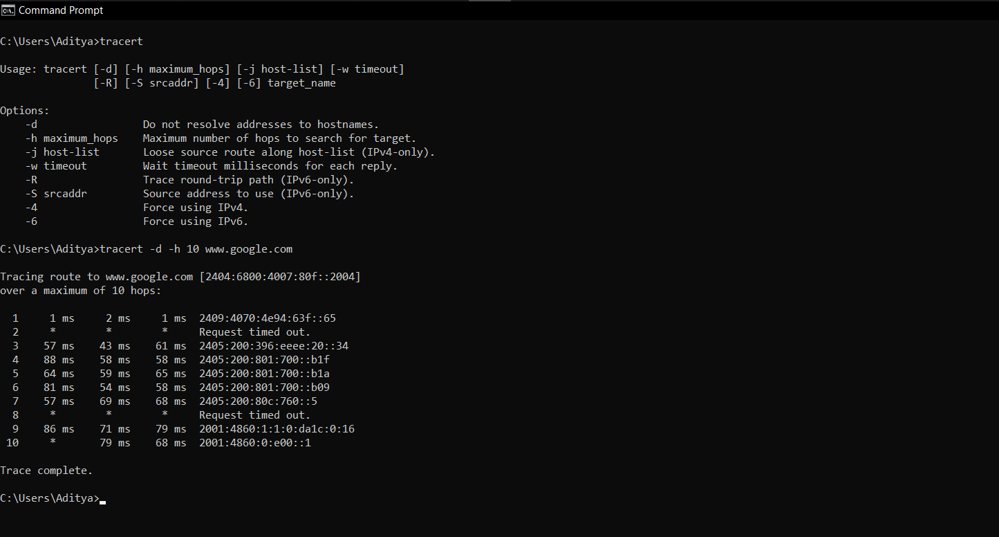 Command Prompt
C:\Users\Aditya>tracert
Usage: tracert [-d] [-h maximum_hops] [-j host-list] [-w timeout]
               [-R] [-S srcaddr] [-4] [-6] target_name
Options:
    -d                 Do not resolve addresses to hostnames.
    -h maximum_hops    Maximum number of hops to search for target.
    -j host-list       Loose source route along host-list (IPv4-only).
    -w timeout         Wait timeout milliseconds for each reply.
    -R                 Trace round-trip path (IPv6-only).
    -S srcaddr         Source address to use (IPv6-only).
    -4                 Force using IPv4.
    -6                 Force using IPv6.
C:\Users\Aditya>tracert -d -h 10 www.google.com
Tracing route to www.google.com [2404:6800:4007:80f::2004]
over a maximum of 10 hops:
  1     1 ms     2 ms     1 ms  2409:4070:4e94:63f::65
  2     *        *        *     Request timed out.
  3    57 ms    43 ms    61 ms  2405:200:396:eeee:20::34
  4    88 ms    58 ms    58 ms  2405:200:801:700::b1f
  5    64 ms    59 ms    65 ms  2405:200:801:700::b1a
  6    81 ms    54 ms    58 ms  2405:200:801:700::b09
  7    57 ms    69 ms    68 ms  2405:200:80c:760::5
  8     *        *        *     Request timed out.
  9    86 ms    71 ms    79 ms  2001:4860:1:1:0:da1c:0:16
 10     *       79 ms    68 ms  2001:4860:0:e00::1
Trace complete.
C:\Users\Aditya>